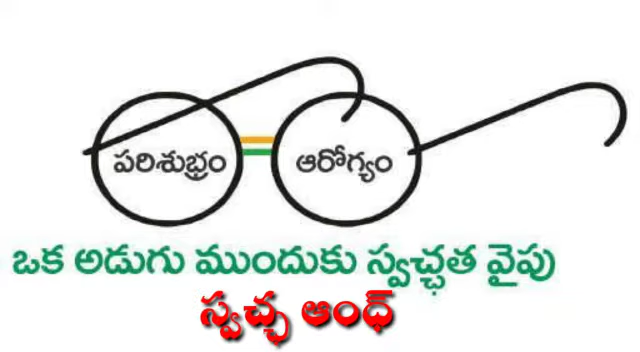 పరిశుభ్రం ఆరోగ్యం
ఒక అడుగు ముందుకు స్వచ్ఛత వైపు
స్వచ్ఛ ఆంధ్